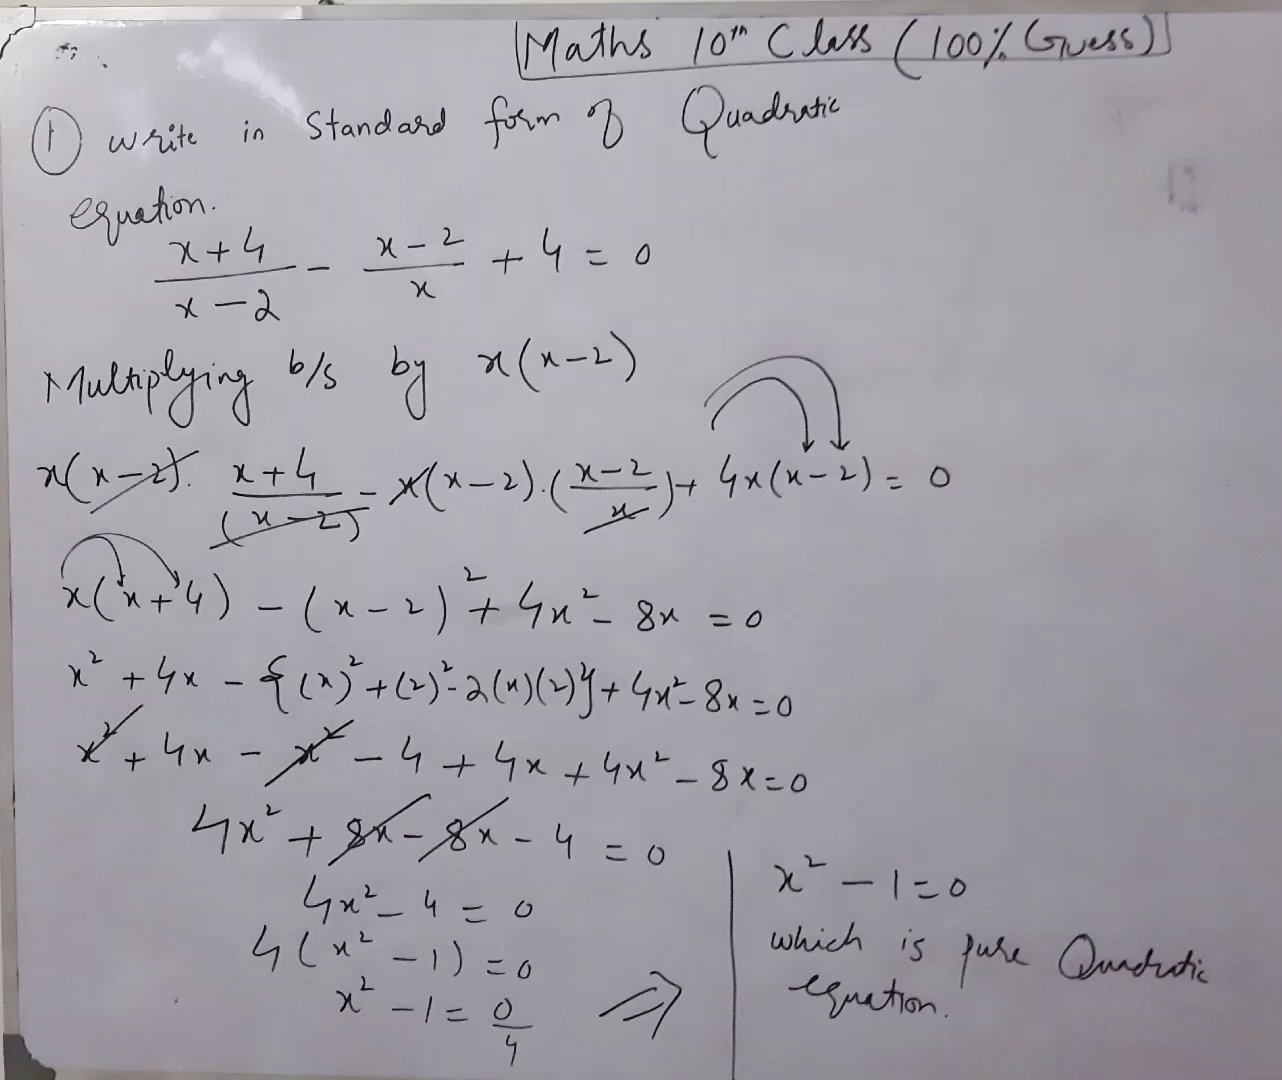 Maths 10th Class (100% Guess)
① write in Standard form of Quadratic
equation.
x+4/x-2 - x-2/x + 4 = 0
Multiplying b/s by x(x-2)
x(x-2). x+4/(x-2) - x(x-2).(x-2/x)+ 4x(x-2) = 0
x(x+4) - (x-2)² + 4x² - 8x = 0
x² + 4x - {(x)²+(2)²-2(x)(2)}+ 4x²-8x=0
x² + 4x - x² - 4 + 4x + 4x² - 8x=0
4x² + 8x - 8x - 4 = 0
4x² - 4 = 0
4(x² - 1) = 0
x² - 1 = 0/4 ⇒
x² - 1=0
which is pure Quadratic
equation.